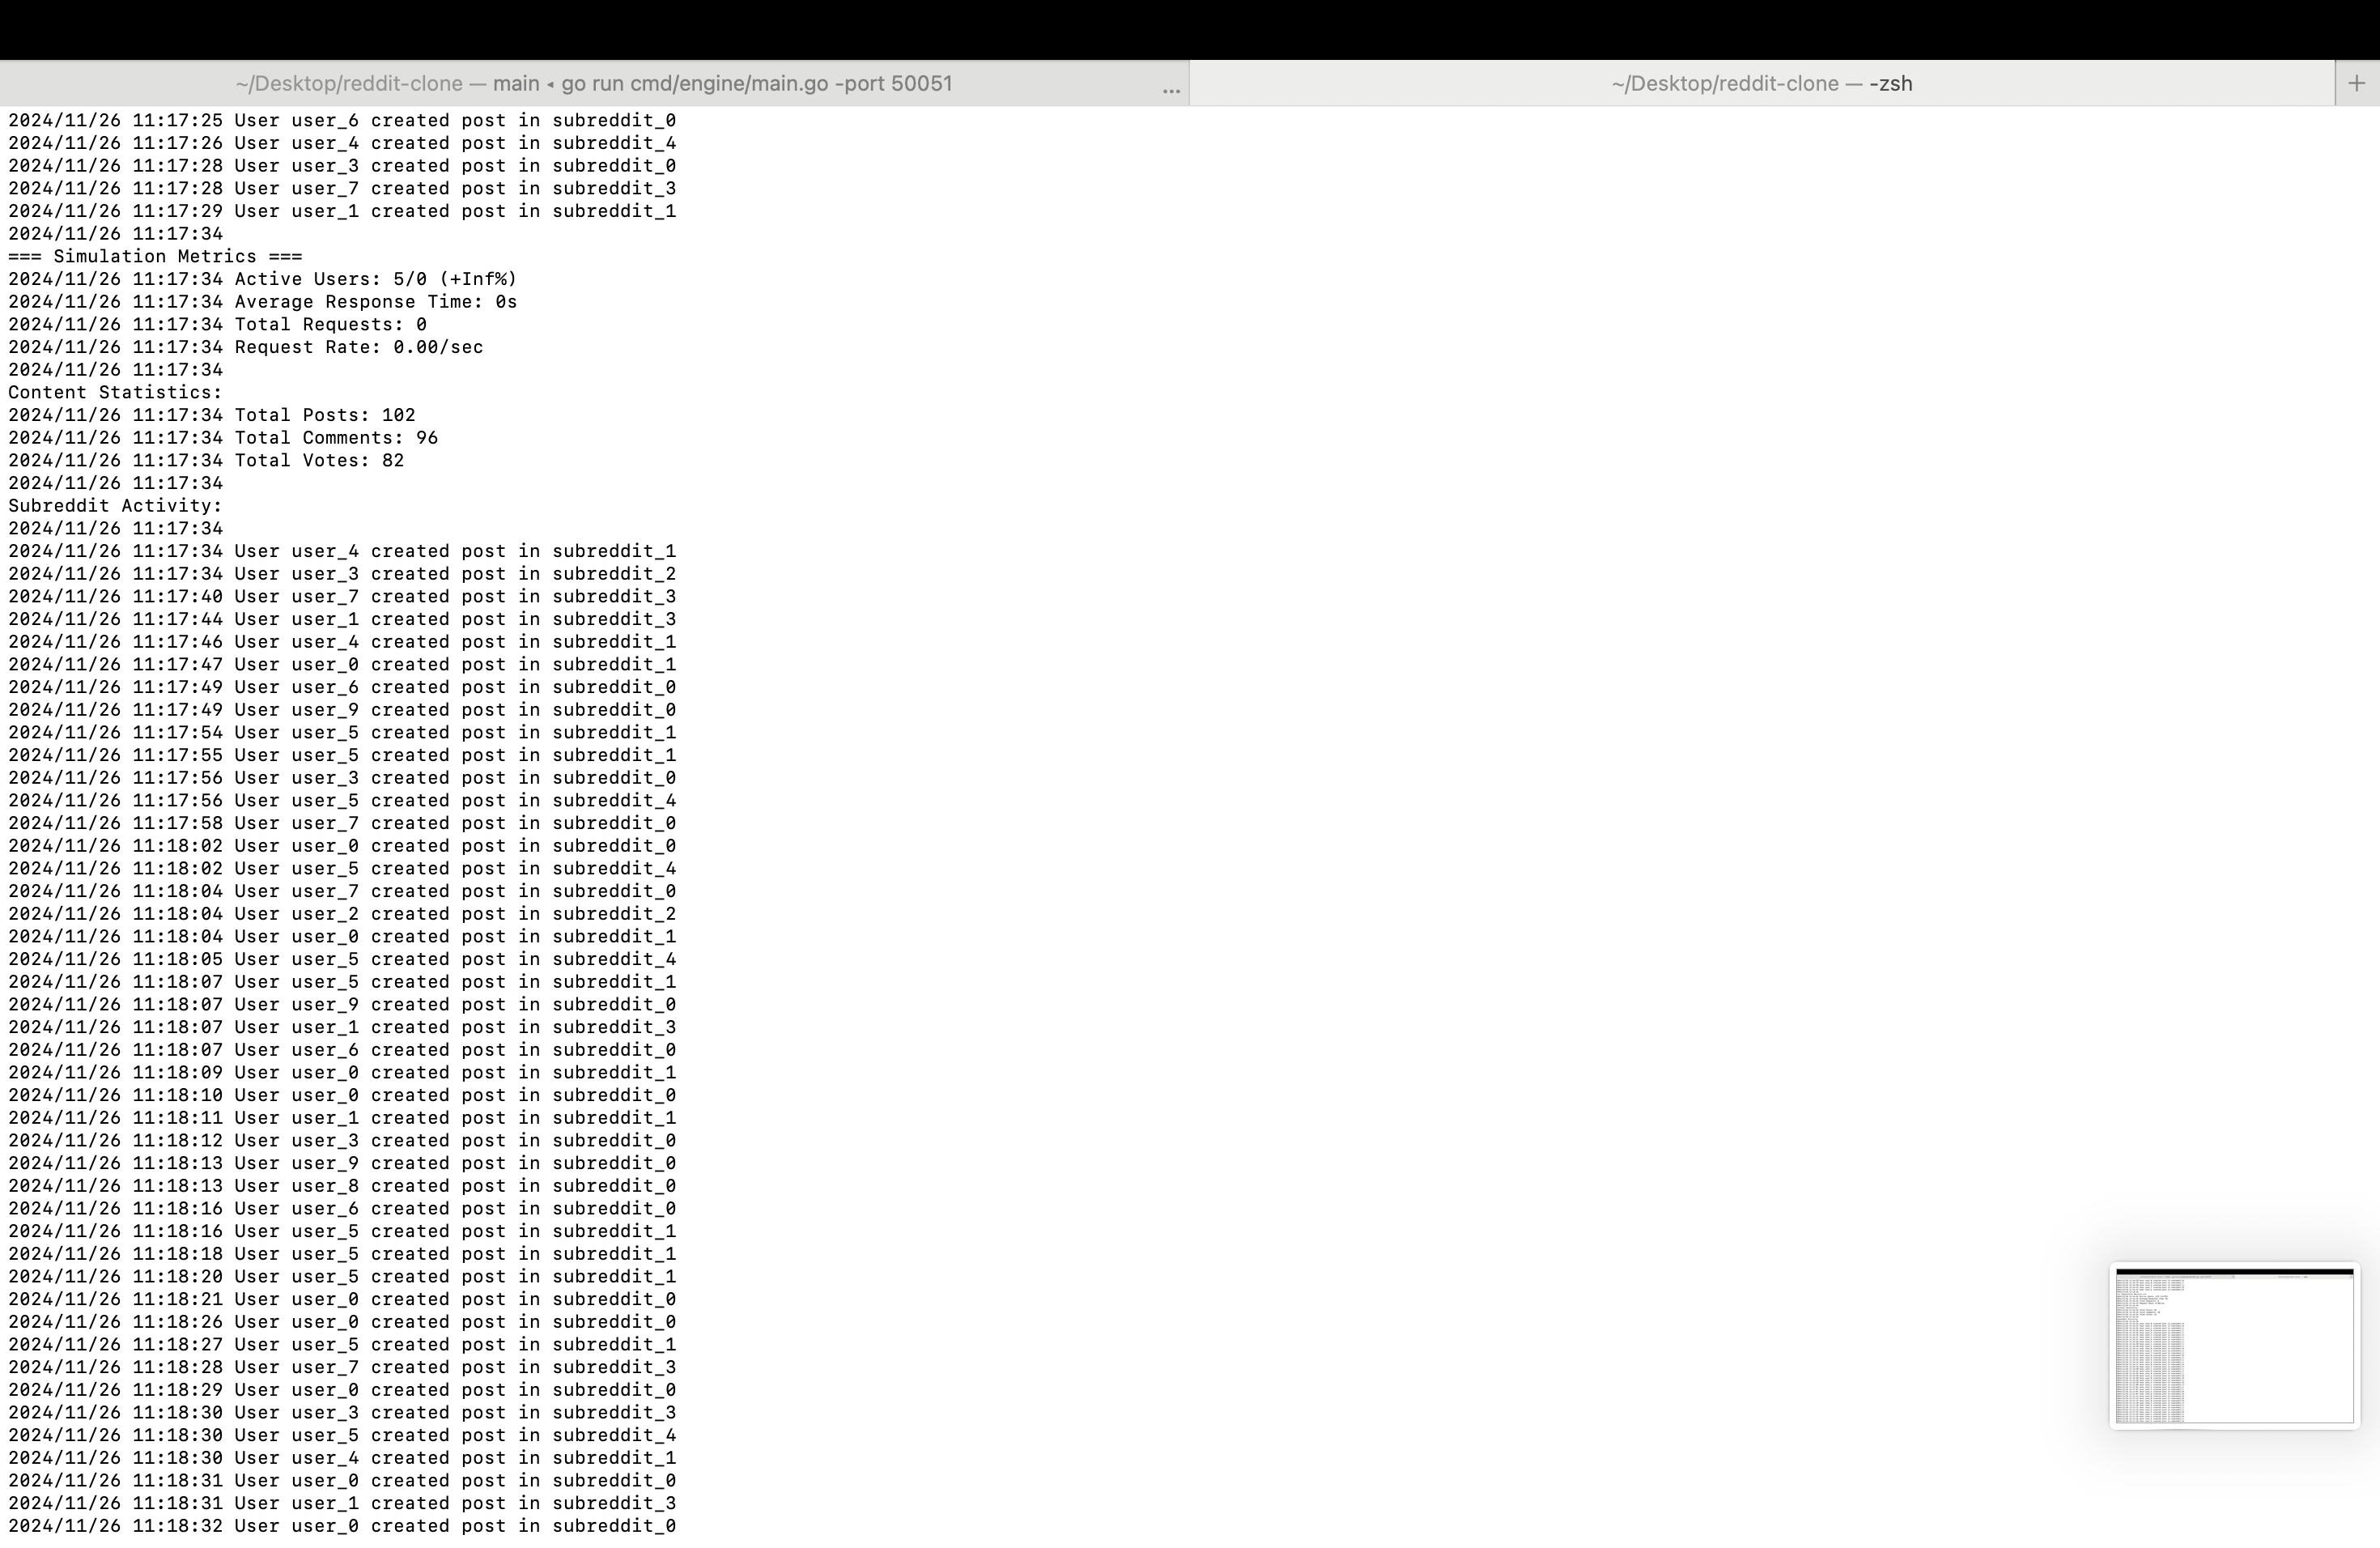 ~/Desktop/reddit-clone — main ◂ go run cmd/engine/main.go -port 50051 ...
~/Desktop/reddit-clone — -zsh
+
2024/11/26 11:17:25 User user_6 created post in subreddit_0
2024/11/26 11:17:26 User user_4 created post in subreddit_4
2024/11/26 11:17:28 User user_3 created post in subreddit_0
2024/11/26 11:17:28 User user_7 created post in subreddit_3
2024/11/26 11:17:29 User user_1 created post in subreddit_1
2024/11/26 11:17:34
=== Simulation Metrics ===
2024/11/26 11:17:34 Active Users: 5/0 (+Inf%)
2024/11/26 11:17:34 Average Response Time: 0s
2024/11/26 11:17:34 Total Requests: 0
2024/11/26 11:17:34 Request Rate: 0.00/sec
2024/11/26 11:17:34
Content Statistics:
2024/11/26 11:17:34 Total Posts: 102
2024/11/26 11:17:34 Total Comments: 96
2024/11/26 11:17:34 Total Votes: 82
2024/11/26 11:17:34
Subreddit Activity:
2024/11/26 11:17:34
2024/11/26 11:17:34 User user_4 created post in subreddit_1
2024/11/26 11:17:34 User user_3 created post in subreddit_2
2024/11/26 11:17:40 User user_7 created post in subreddit_3
2024/11/26 11:17:44 User user_1 created post in subreddit_3
2024/11/26 11:17:46 User user_4 created post in subreddit_1
2024/11/26 11:17:47 User user_0 created post in subreddit_1
2024/11/26 11:17:49 User user_6 created post in subreddit_0
2024/11/26 11:17:49 User user_9 created post in subreddit_0
2024/11/26 11:17:54 User user_5 created post in subreddit_1
2024/11/26 11:17:55 User user_5 created post in subreddit_1
2024/11/26 11:17:56 User user_3 created post in subreddit_0
2024/11/26 11:17:56 User user_5 created post in subreddit_4
2024/11/26 11:17:58 User user_7 created post in subreddit_0
2024/11/26 11:18:02 User user_0 created post in subreddit_0
2024/11/26 11:18:02 User user_5 created post in subreddit_4
2024/11/26 11:18:04 User user_7 created post in subreddit_0
2024/11/26 11:18:04 User user_2 created post in subreddit_2
2024/11/26 11:18:04 User user_0 created post in subreddit_1
2024/11/26 11:18:05 User user_5 created post in subreddit_4
2024/11/26 11:18:07 User user_5 created post in subreddit_1
2024/11/26 11:18:07 User user_9 created post in subreddit_0
2024/11/26 11:18:07 User user_1 created post in subreddit_3
2024/11/26 11:18:07 User user_6 created post in subreddit_0
2024/11/26 11:18:09 User user_0 created post in subreddit_1
2024/11/26 11:18:10 User user_0 created post in subreddit_0
2024/11/26 11:18:11 User user_1 created post in subreddit_1
2024/11/26 11:18:12 User user_3 created post in subreddit_0
2024/11/26 11:18:13 User user_9 created post in subreddit_0
2024/11/26 11:18:13 User user_8 created post in subreddit_0
2024/11/26 11:18:16 User user_6 created post in subreddit_0
2024/11/26 11:18:16 User user_5 created post in subreddit_1
2024/11/26 11:18:18 User user_5 created post in subreddit_1
2024/11/26 11:18:20 User user_5 created post in subreddit_1
2024/11/26 11:18:21 User user_0 created post in subreddit_0
2024/11/26 11:18:26 User user_0 created post in subreddit_0
2024/11/26 11:18:27 User user_5 created post in subreddit_1
2024/11/26 11:18:28 User user_7 created post in subreddit_3
2024/11/26 11:18:29 User user_0 created post in subreddit_0
2024/11/26 11:18:30 User user_3 created post in subreddit_3
2024/11/26 11:18:30 User user_5 created post in subreddit_4
2024/11/26 11:18:30 User user_4 created post in subreddit_1
2024/11/26 11:18:31 User user_0 created post in subreddit_0
2024/11/26 11:18:31 User user_1 created post in subreddit_3
2024/11/26 11:18:32 User user_0 created post in subreddit_0